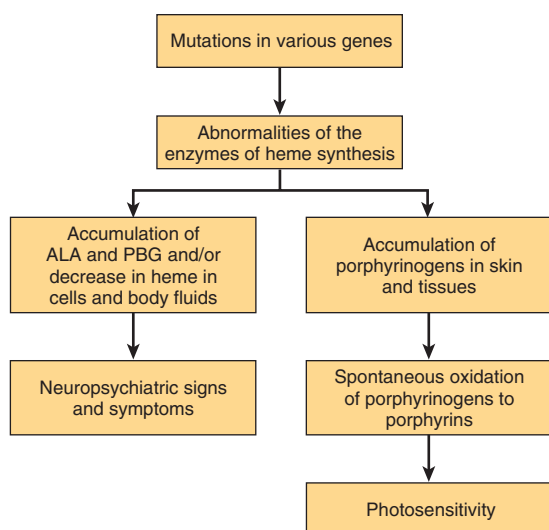 Mutations in various genes
Abnormalities of the
enzymes of heme synthesis
Accumulation of
ALA and PBG and/or
decrease in heme in
cells and body fluids
Accumulation of
porphyrinogens in skin
and tissues
Neuropsychiatric signs
and symptoms
Spontaneous oxidation
of porphyrinogens to
porphyrins
Photosensitivity